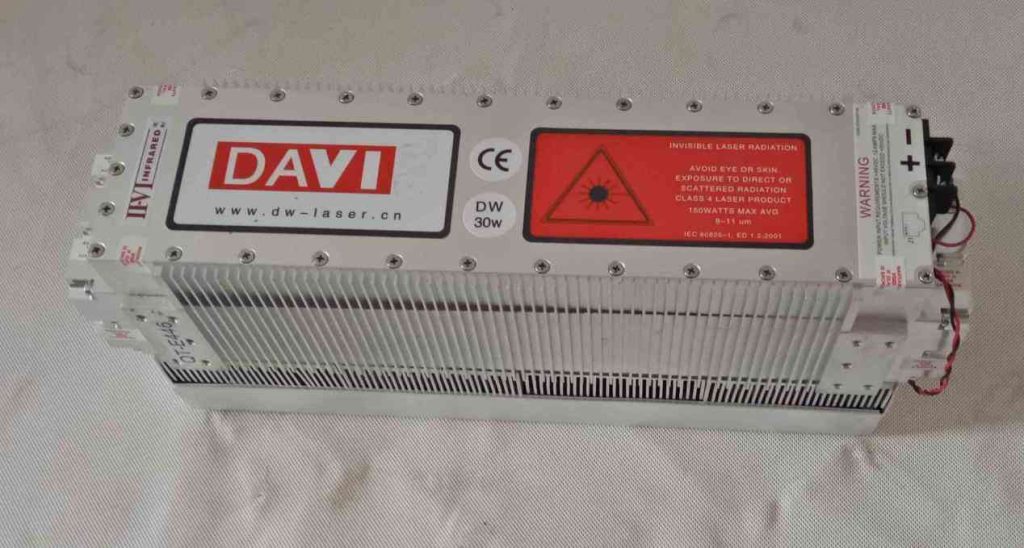 II-VI
INFRARED
DAVI
www.dw-laser.cn
CE
DW
30w
INVISIBLE LASER RADIATION
AVOID EYE OR SKIN
EXPOSURE TO DIRECT OR
SCATTERED RADIATION
CLASS 4 LASER PRODUCT
150WATTS MAX AVG
9-11 um
IEC 60825-1, ED 1.2:2001
WARNING
+ -